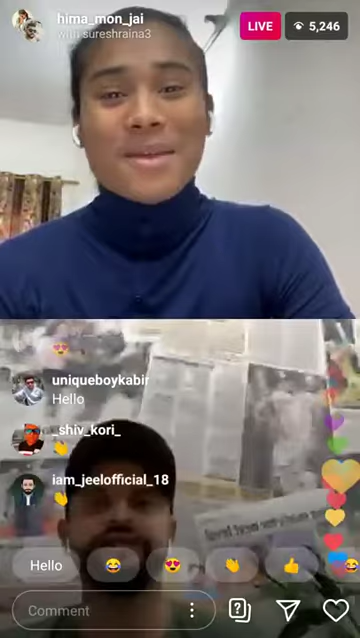 hima_mon_jai
with sureshraina3
LIVE
5,246
uniqueboykabir
Hello
_shiv_kori_
iam_jeelofficial_18
Hello
Comment